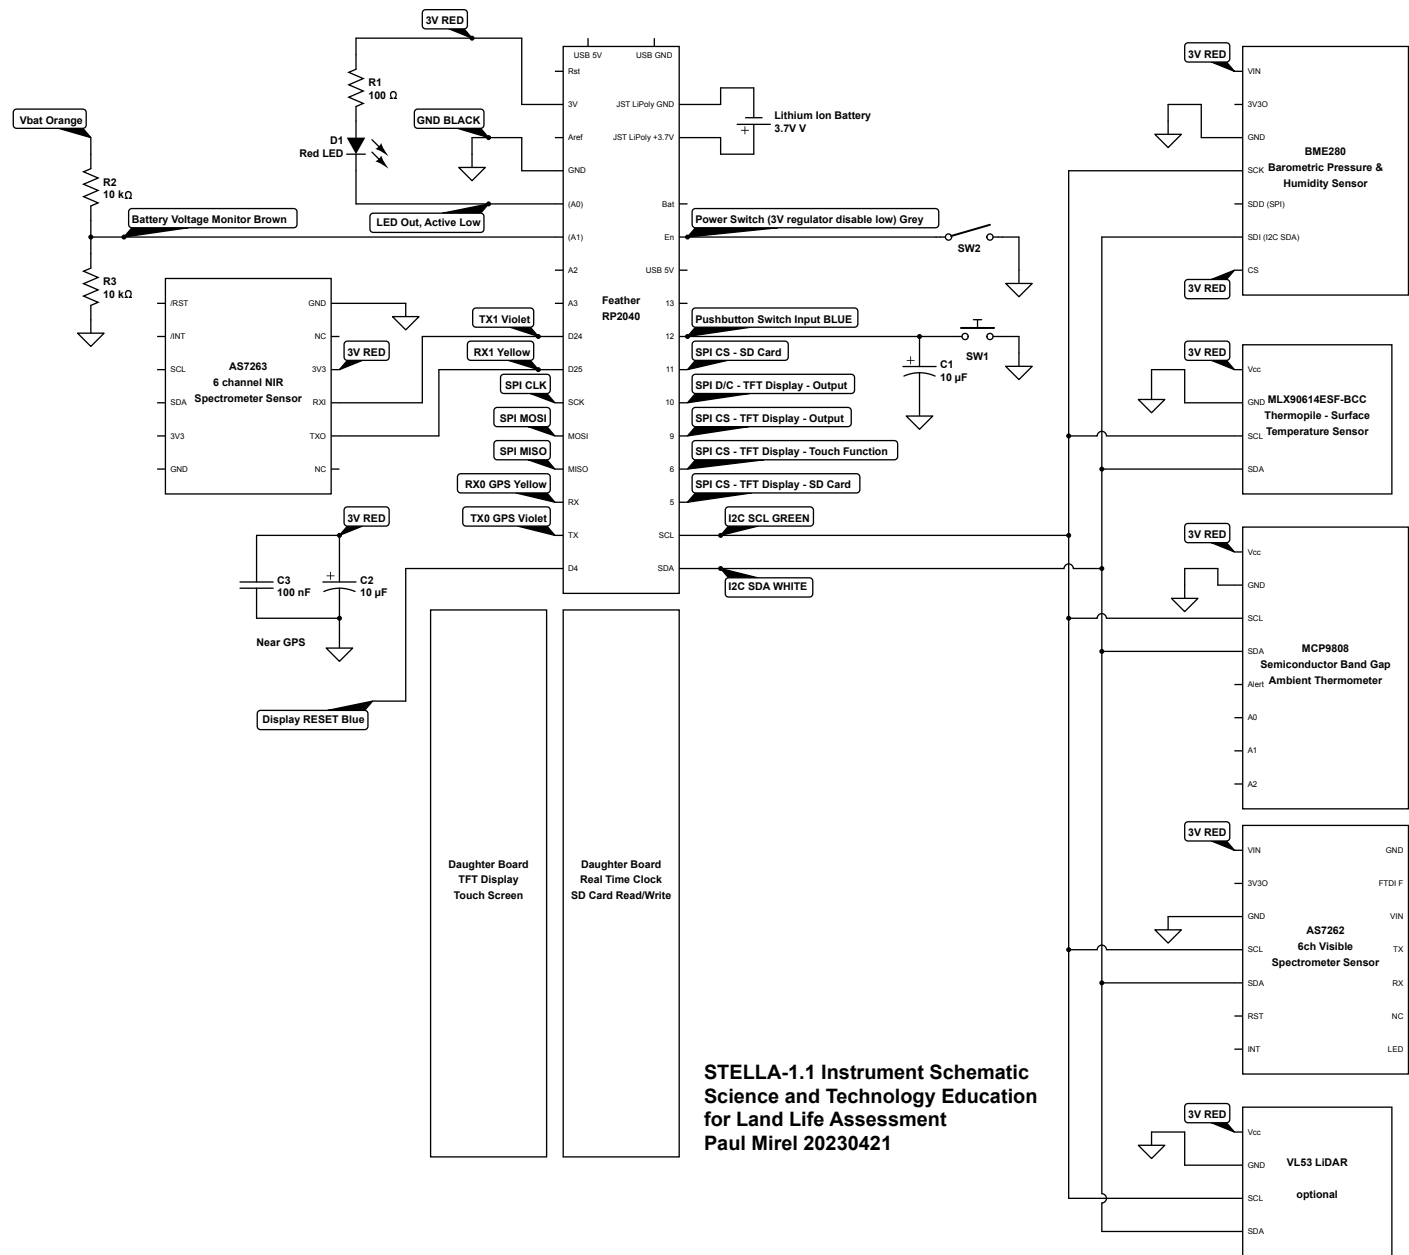 3V RED
USB 5V
USB GND
Rst
R1
100 Ω
3V
JST LiPoly GND
Lithium Ion Battery
3.7V V
Vbat Orange
GND BLACK
Aref
JST LiPoly +3.7V
D1
Red LED
GND
R2
10 kΩ
(A0)
Bat
LED Out, Active Low
Battery Voltage Monitor Brown
Power Switch (3V regulator disable low) Grey
(A1)
En
SW2
A2
USB 5V
R3
10 kΩ
A3
13
Feather
RP2040
/RST
GND
TX1 Violet
Pushbutton Switch Input BLUE
/INT
NC
D24
12
3V RED
RX1 Yellow
SPI CS - SD Card
SW1
AS7263
6 channel NIR
Spectrometer Sensor
SCL
3V3
D25
11
C1
10 µF
SPI CLK
SPI D/C - TFT Display - Output
SDA
RXI
SCK
10
SPI MOSI
SPI CS - TFT Display - Output
3V3
TXO
MOSI
9
SPI MISO
SPI CS - TFT Display - Touch Function
GND
NC
MISO
6
RX0 GPS Yellow
SPI CS - TFT Display - SD Card
RX
5
3V RED
TX0 GPS Violet
I2C SCL GREEN
TX
SCL
D4
SDA
C3
100 nF
C2
10 µF
I2C SDA WHITE
Near GPS
Display RESET Blue
Daughter Board
TFT Display
Touch Screen
Daughter Board
Real Time Clock
SD Card Read/Write
3V RED
VIN
3V3O
GND
BME280
Barometric Pressure &
Humidity Sensor
SCK
SDD (SPI)
SDI (I2C SDA)
CS
3V RED
3V RED
Vcc
GND
MLX90614ESF-BCC
Thermopile - Surface
Temperature Sensor
SCL
SDA
3V RED
Vcc
GND
SCL
SDA
MCP9808
Semiconductor Band Gap
Ambient Thermometer
Alert
A0
A1
A2
3V RED
VIN
GND
3V3O
FTDI F
GND
VIN
AS7262
6ch Visible
Spectrometer Sensor
SCL
TX
SDA
RX
RST
NC
INT
LED
3V RED
Vcc
GND
VL53 LiDAR
optional
SCL
SDA
STELLA-1.1 Instrument Schematic
Science and Technology Education
for Land Life Assessment
Paul Mirel 20230421